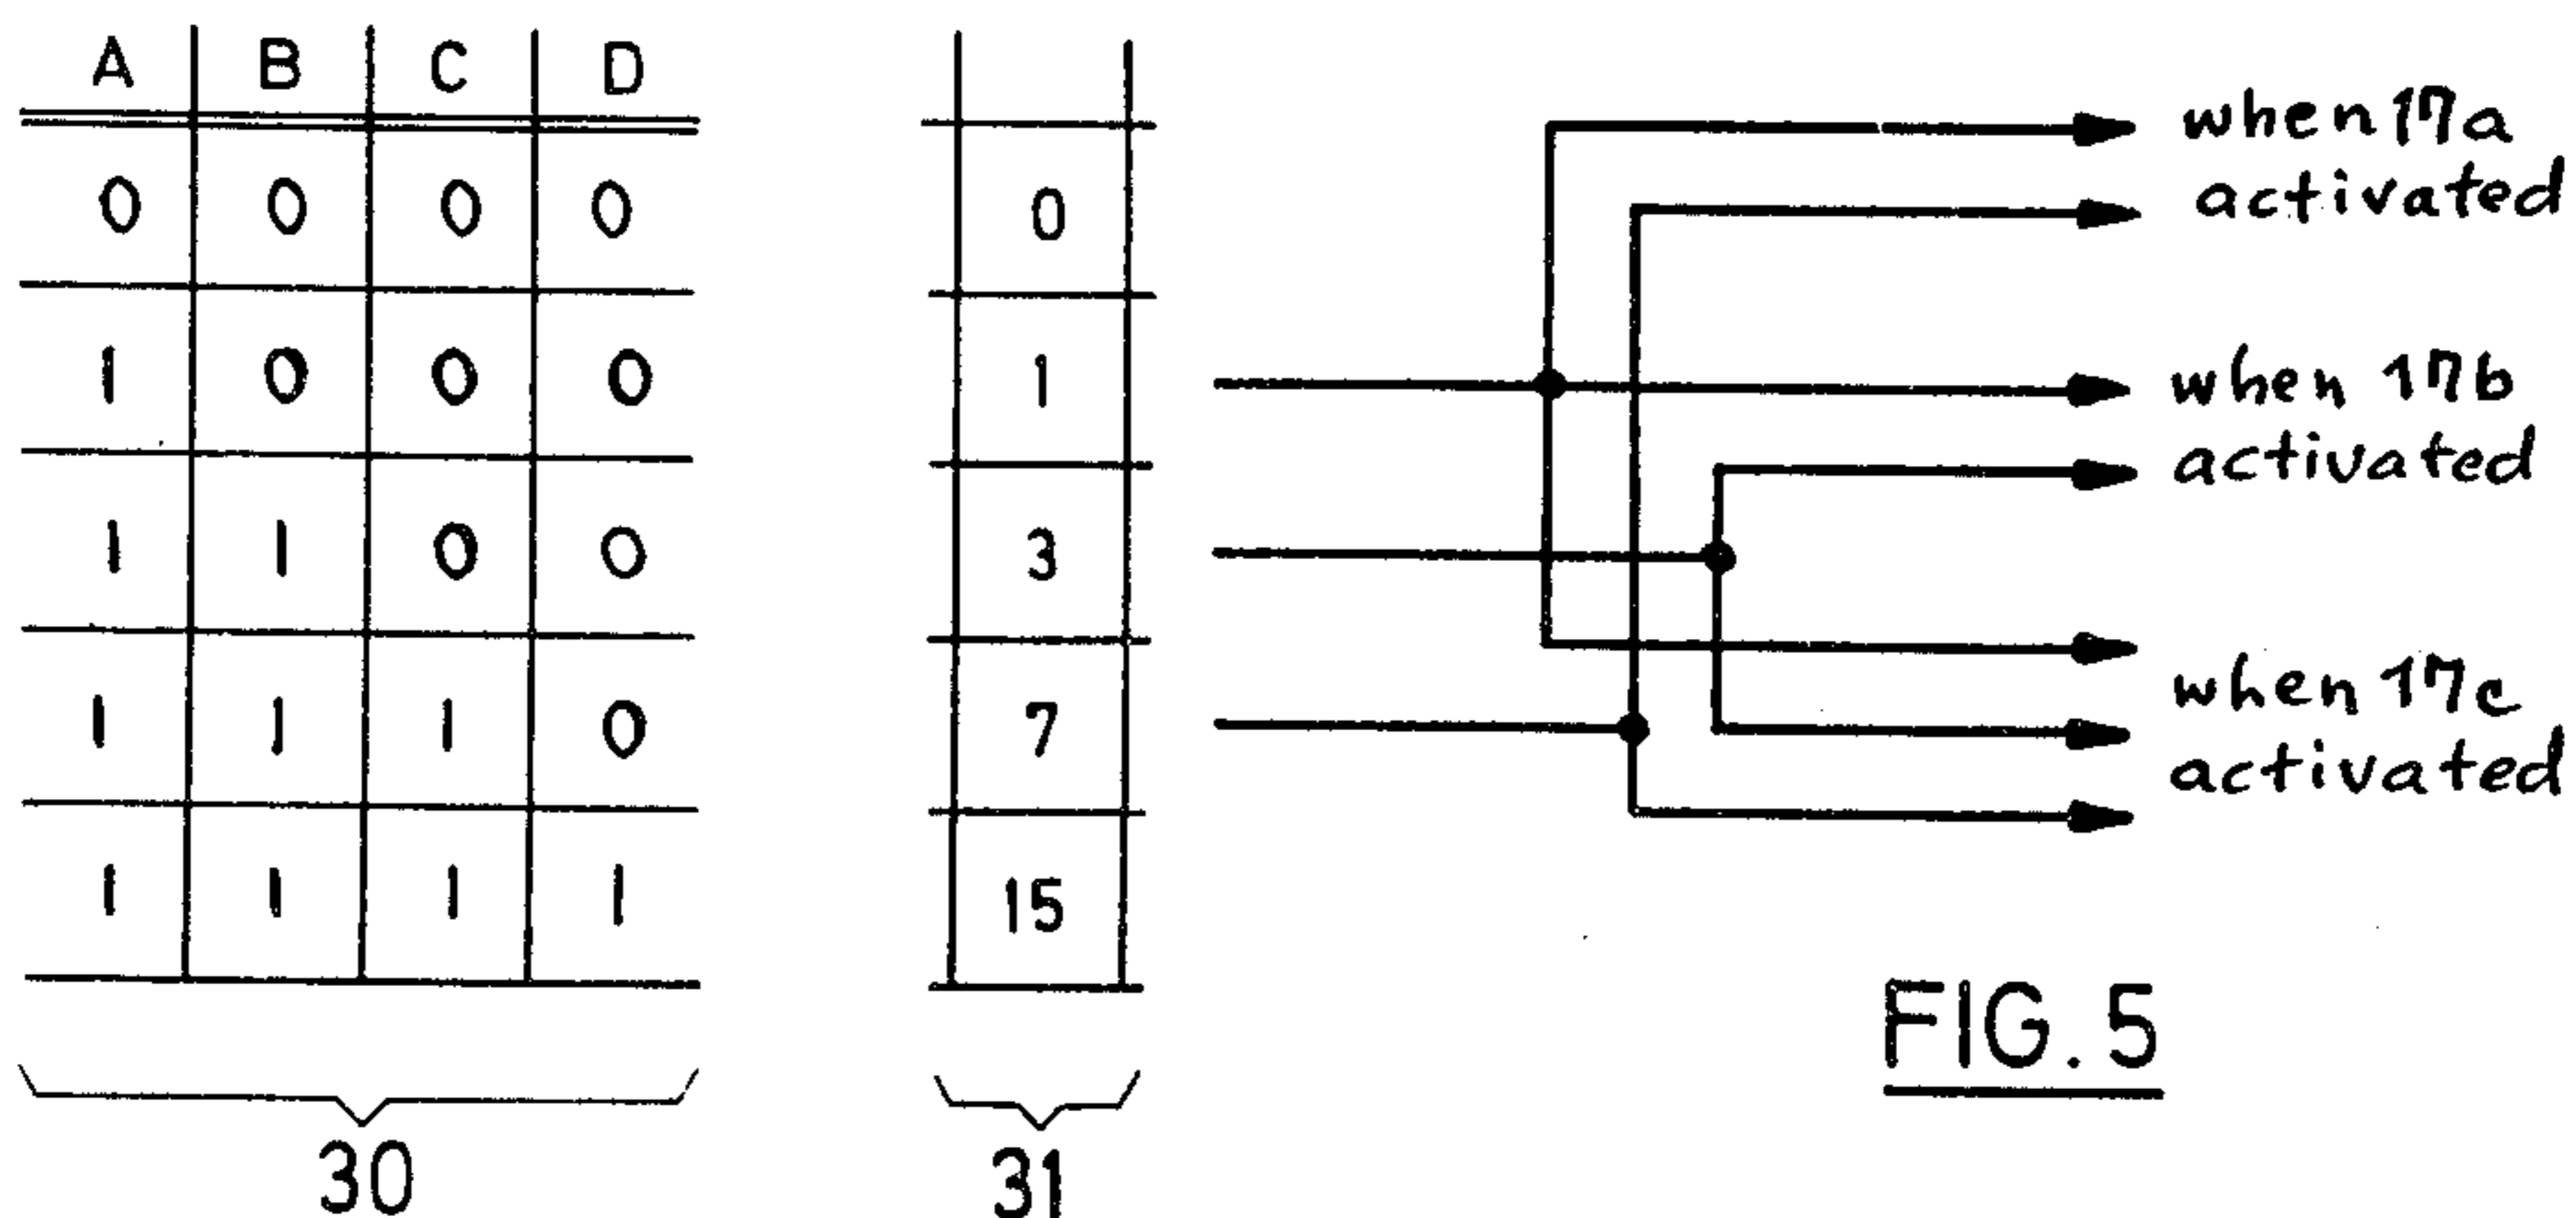 A B C D
0 0 0 0
1 0 0 0
1 1 0 0
1 1 1 0
1 1 1 1
30
0
1
3
7
15
31
when 17a
activated
when 17b
activated
when 17c
activated
FIG. 5